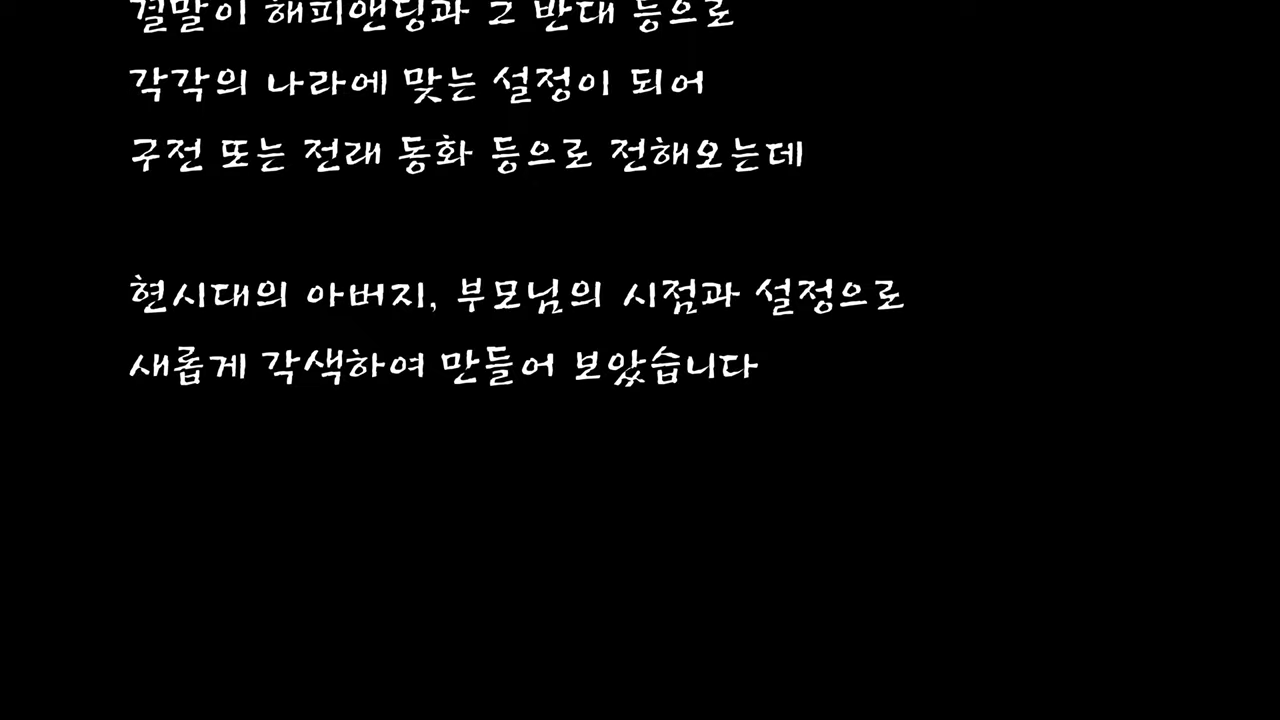 결말이 해피앤딩과 그 반대 등으로
각각의 나라에 맞는 설정이 되어
구전 또는 전래 동화 등으로 전해오는데
현시대의 아버지, 부모님의 시점과 설정으로
새롭게 각색하여 만들어 보았습니다